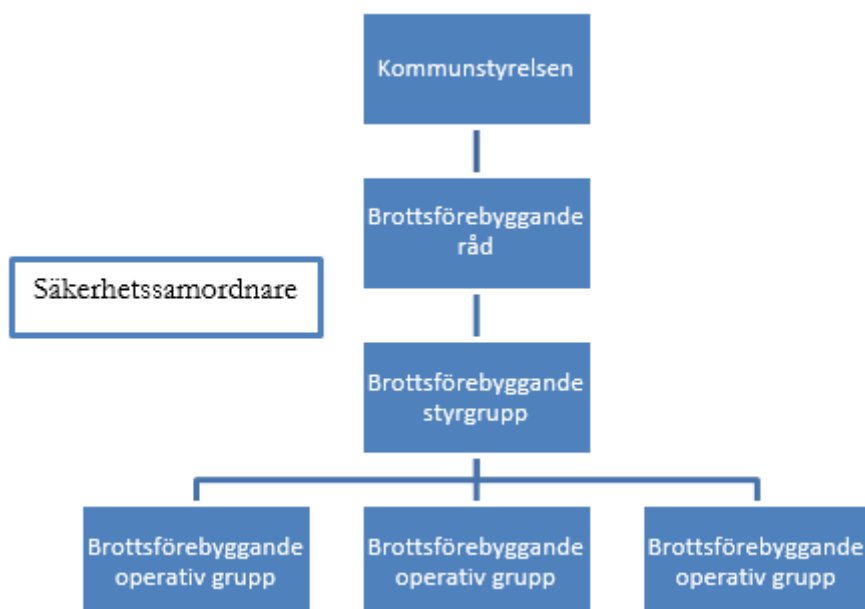 Kommunstyrelsen
Brottsförebyggande
råd
Säkerhetssamordnare
Brottsförebyggande
styrgrupp
Brottsförebyggande
operativ grupp
Brottsförebyggande
operativ grupp
Brottsförebyggande
operativ grupp